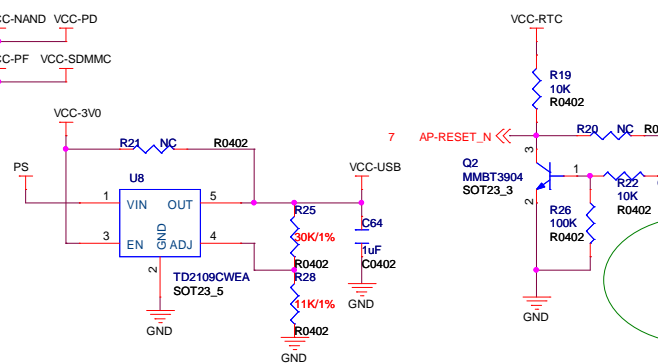 C-NAND VCC-PD
C-PF VCC-SDMMC
VCC-3V0
R21 NC R0402
PS
U8
1 VIN OUT 5
3 EN GND ADJ 4
2
TD2109CWEA
SOT23_5
GND
VCC-USB
R25
30K/1%
R0402
R28
11K/1%
R0402
GND
C64
1uF
C0402
GND
VCC-RTC
R19
10K
R0402
7 AP-RESET_N
R20 NC R0
3
Q2
MMBT3904
SOT23_3
1
2
R22
10K
R0402
R26
100K
R0402
GND